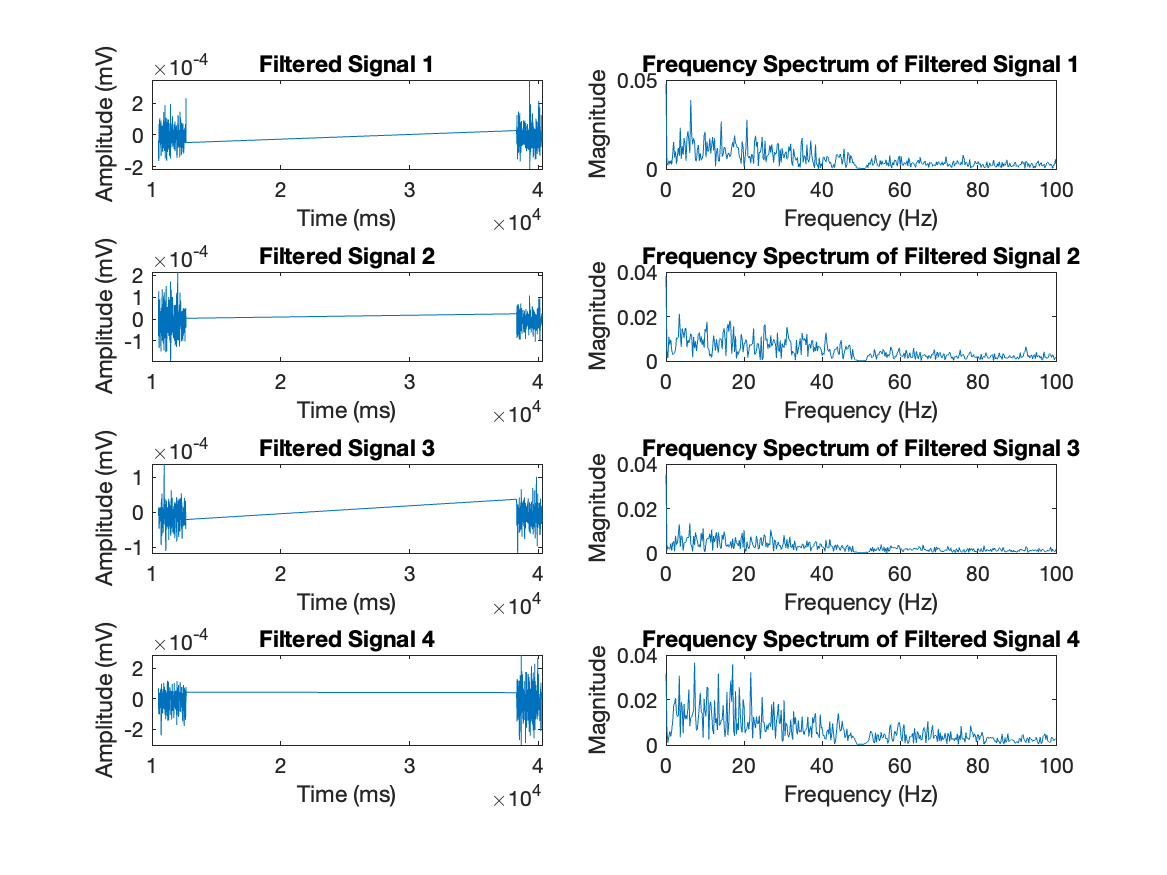 ×10-4
Filtered Signal 1
Amplitude (mV)
2
0
-2
1 2 3 4
Time (ms)
×104
Frequency Spectrum of Filtered Signal 1
Magnitude
0.05
0
0 20 40 60 80 100
Frequency (Hz)
×10-4
Filtered Signal 2
Amplitude (mV)
2
1
0
-1
1 2 3 4
Time (ms)
×104
Frequency Spectrum of Filtered Signal 2
Magnitude
0.04
0.02
0
0 20 40 60 80 100
Frequency (Hz)
×10-4
Filtered Signal 3
Amplitude (mV)
1
0
-1
1 2 3 4
Time (ms)
×104
Frequency Spectrum of Filtered Signal 3
Magnitude
0.04
0.02
0
0 20 40 60 80 100
Frequency (Hz)
×10-4
Filtered Signal 4
Amplitude (mV)
2
0
-2
1 2 3 4
Time (ms)
×104
Frequency Spectrum of Filtered Signal 4
Magnitude
0.04
0.02
0
0 20 40 60 80 100
Frequency (Hz)